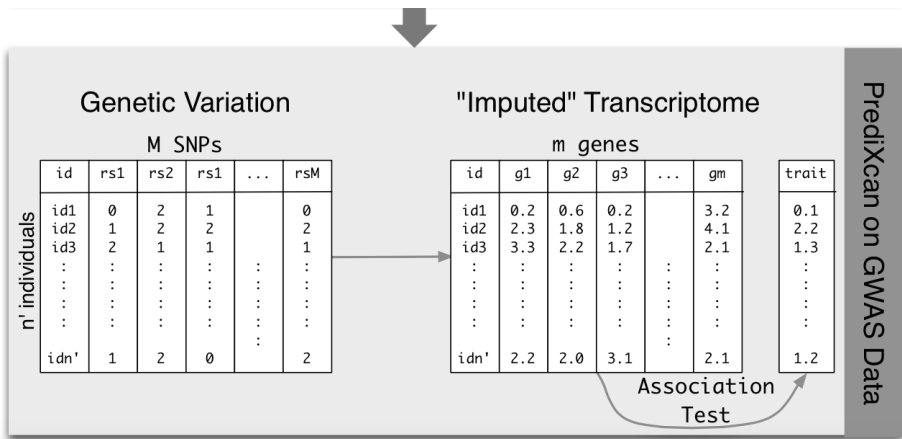 Genetic Variation
"Imputed" Transcriptome
M SNPs
m genes
id rs1 rs2 rs1 ... rsM
id g1 g2 g3 ... gm trait
id1 0 2 1 0
id2 1 2 2 2
id3 2 1 1 1
: : : : : :
: : : : : :
: : : : : :
: : : : : :
:
idn' 1 2 0 2
id1 0.2 0.6 0.2 3.2 0.1
id2 2.3 1.8 1.2 4.1 2.2
id3 3.3 2.2 1.7 2.1 1.3
: : : : : : :
: : : : : : :
: : : : : : :
: : : : : : :
:
idn' 2.2 2.0 3.1 2.1 1.2
n' individuals
Association
Test
PrediXcan on GWAS Data